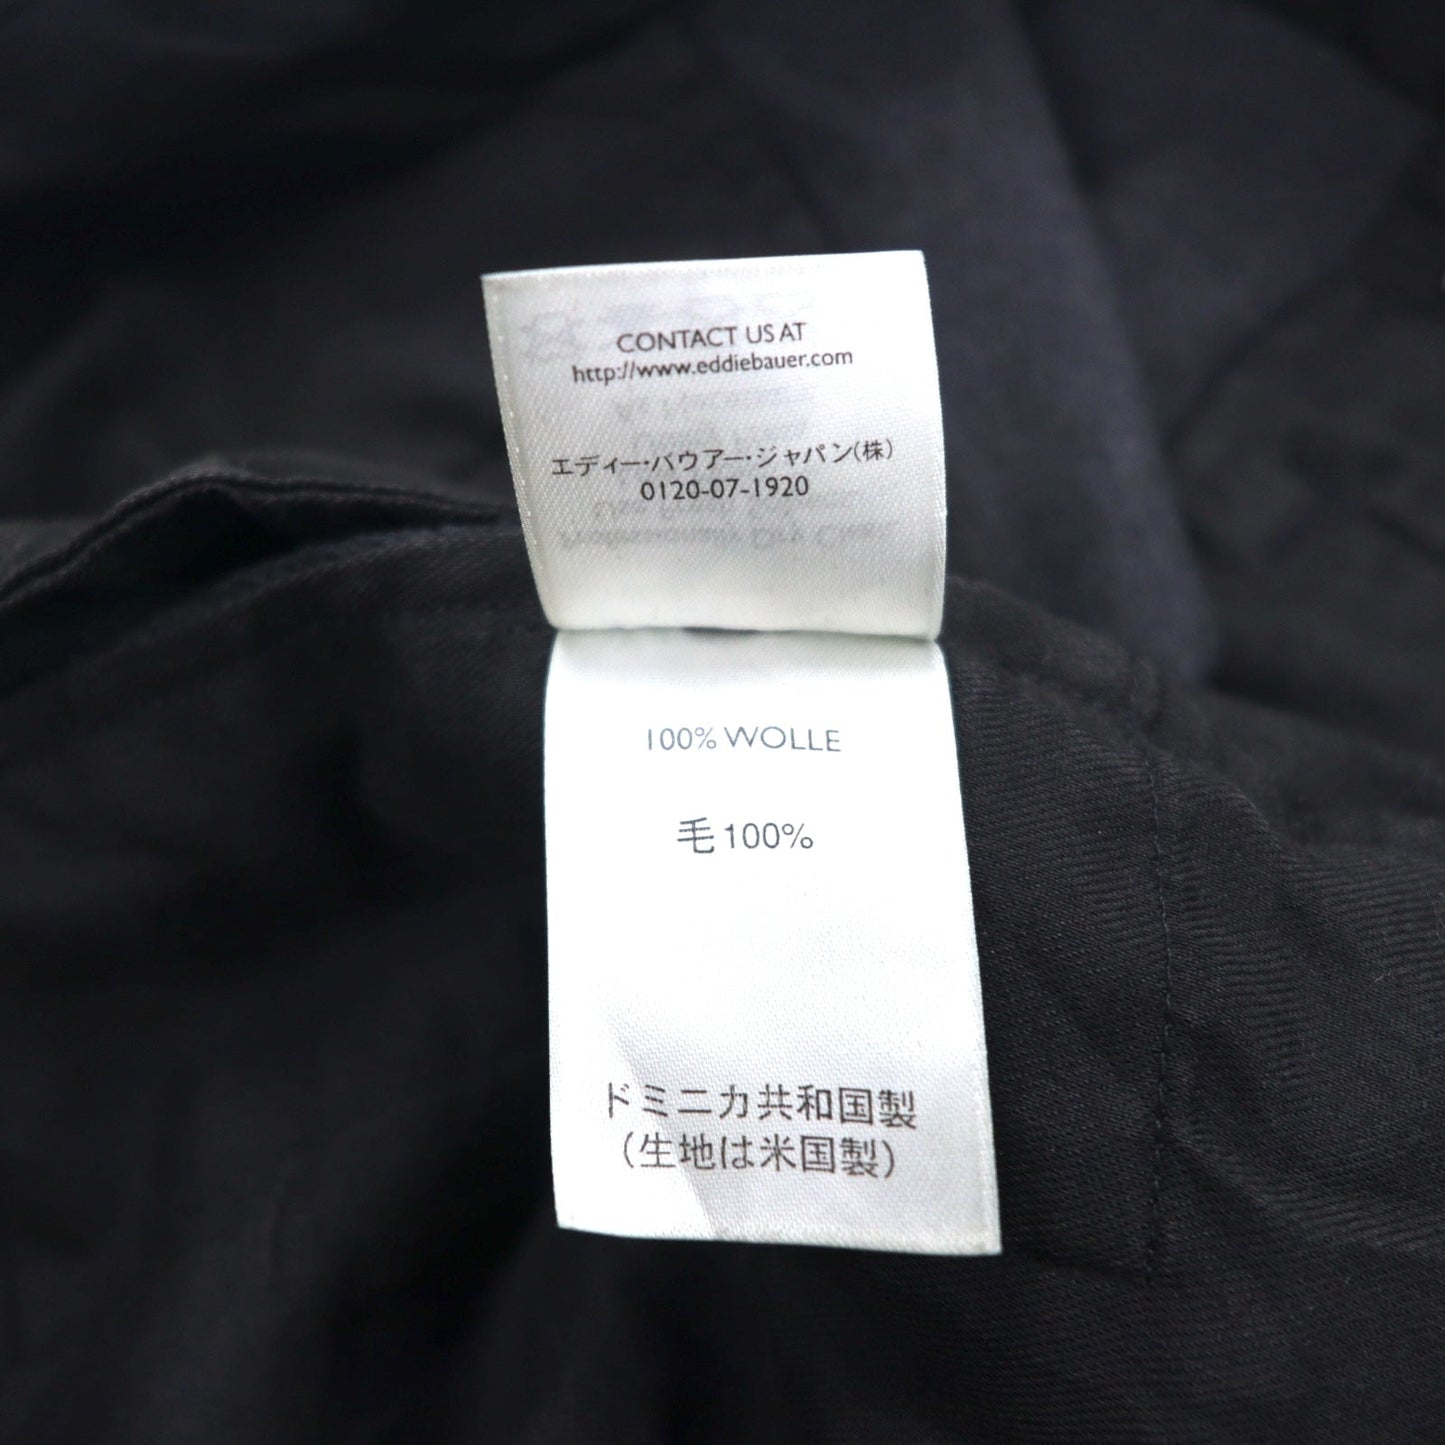 CONTACT US AT
http://www.eddiebauer.com
エディー・バウアー・ジャパン(株)
0120-07-1920
100% WOLLE
毛100%
ドミニカ共和国製
(生地は米国製)